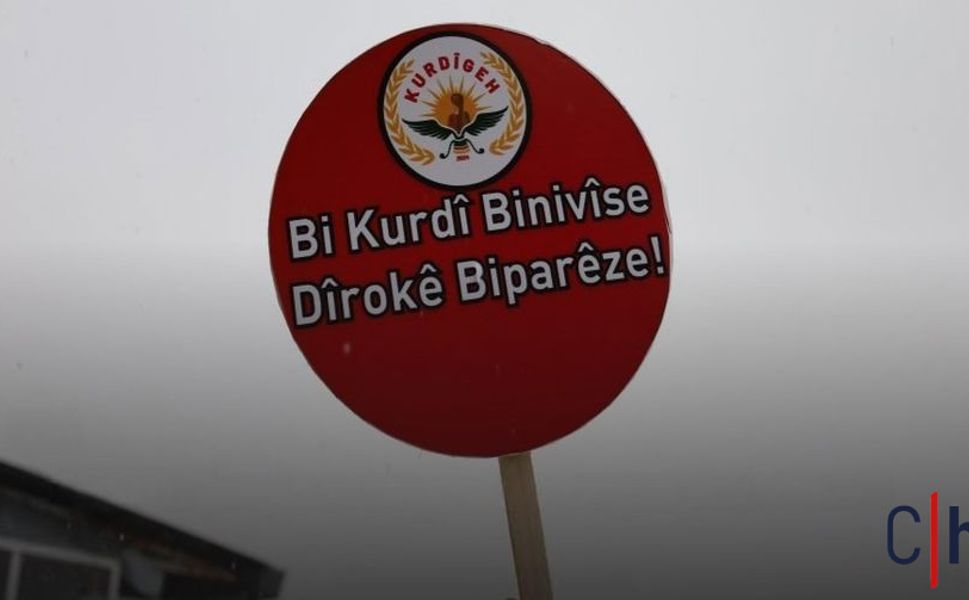 KURDÎGEH
Bi Kurdî Binivîse
Dîrokê Biparêze!
C|h